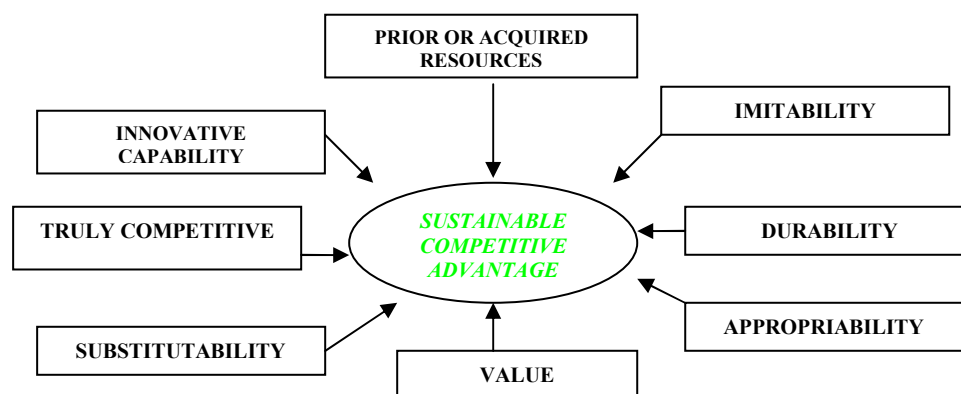 PRIOR OR ACQUIRED
RESOURCES
IMITABILITY
INNOVATIVE
CAPABILITY
TRULY COMPETITIVE
SUSTAINABLE
COMPETITIVE
ADVANTAGE
DURABILITY
SUBSTITUTABILITY
APPROPRIABILITY
VALUE